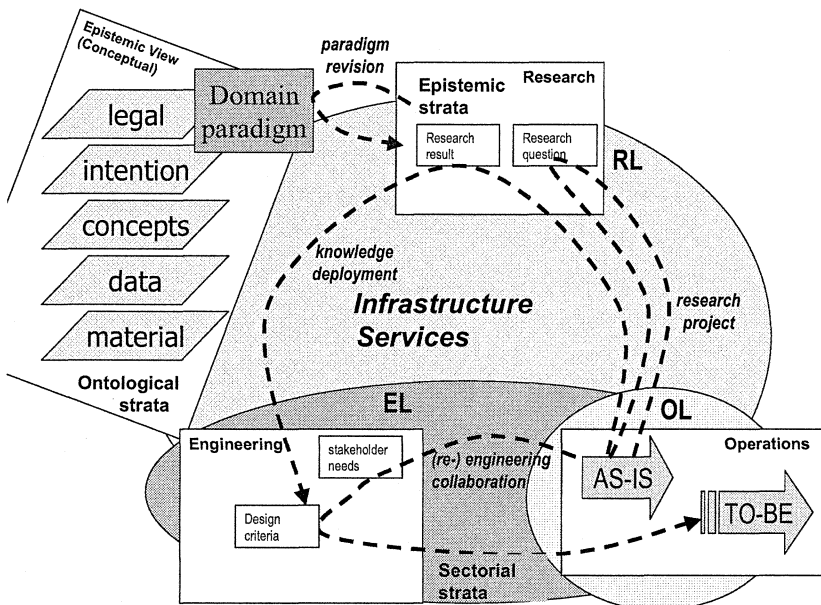 Epistemic View
(Conceptual)
legal
intention
concepts
data
material
Ontological
strata
Domain
paradigm
paradigm
revision
Research
Epistemic
strata
Research
result
Research
question
RL
knowledge
deployment
Infrastructure
Services
research
project
EL
OL
Engineering
stakeholder
needs
Design
criteria
(re-) engineering
collaboration
Operations
AS-IS
TO-BE
Sectorial
strata